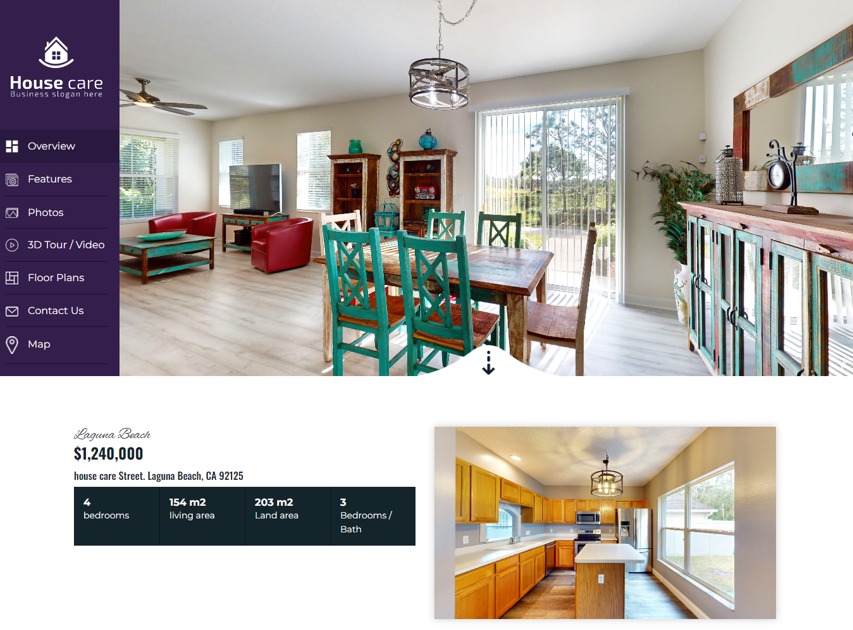 House care
Business slogan here
Overview
Features
Photos
3D Tour / Video
Floor Plans
Contact Us
Map
Laguna Beach
$1,240,000
house care Street. Laguna Beach, CA 92125
4
bedrooms
154 m2
living area
203 m2
Land area
3
Bedrooms /
Bath